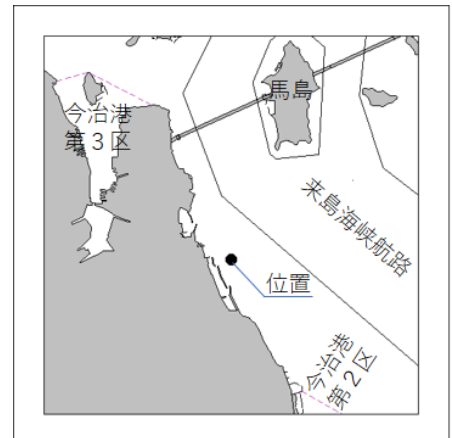 馬島
今治港
第３区
来島海峡航路
位置
今治港
第２区